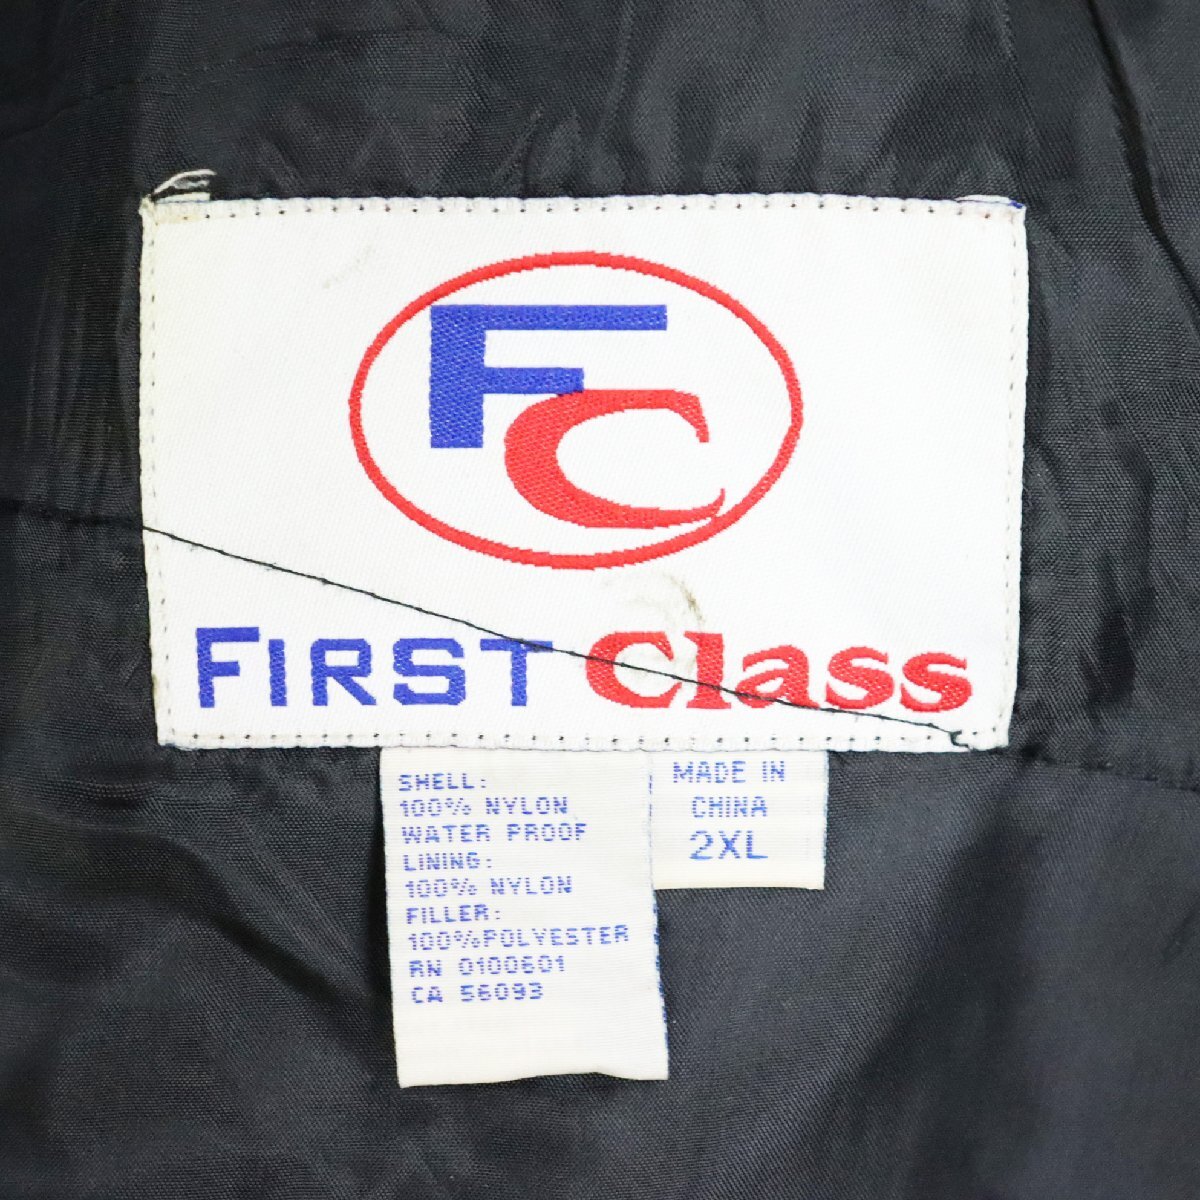 FC
FIRST Class
SHELL:
100% NYLON
WATER PROOF
LINING:
100% NYLON
FILLER:
100%POLYESTER
RN 0100601
CA 56093
MADE IN
CHINA
2XL